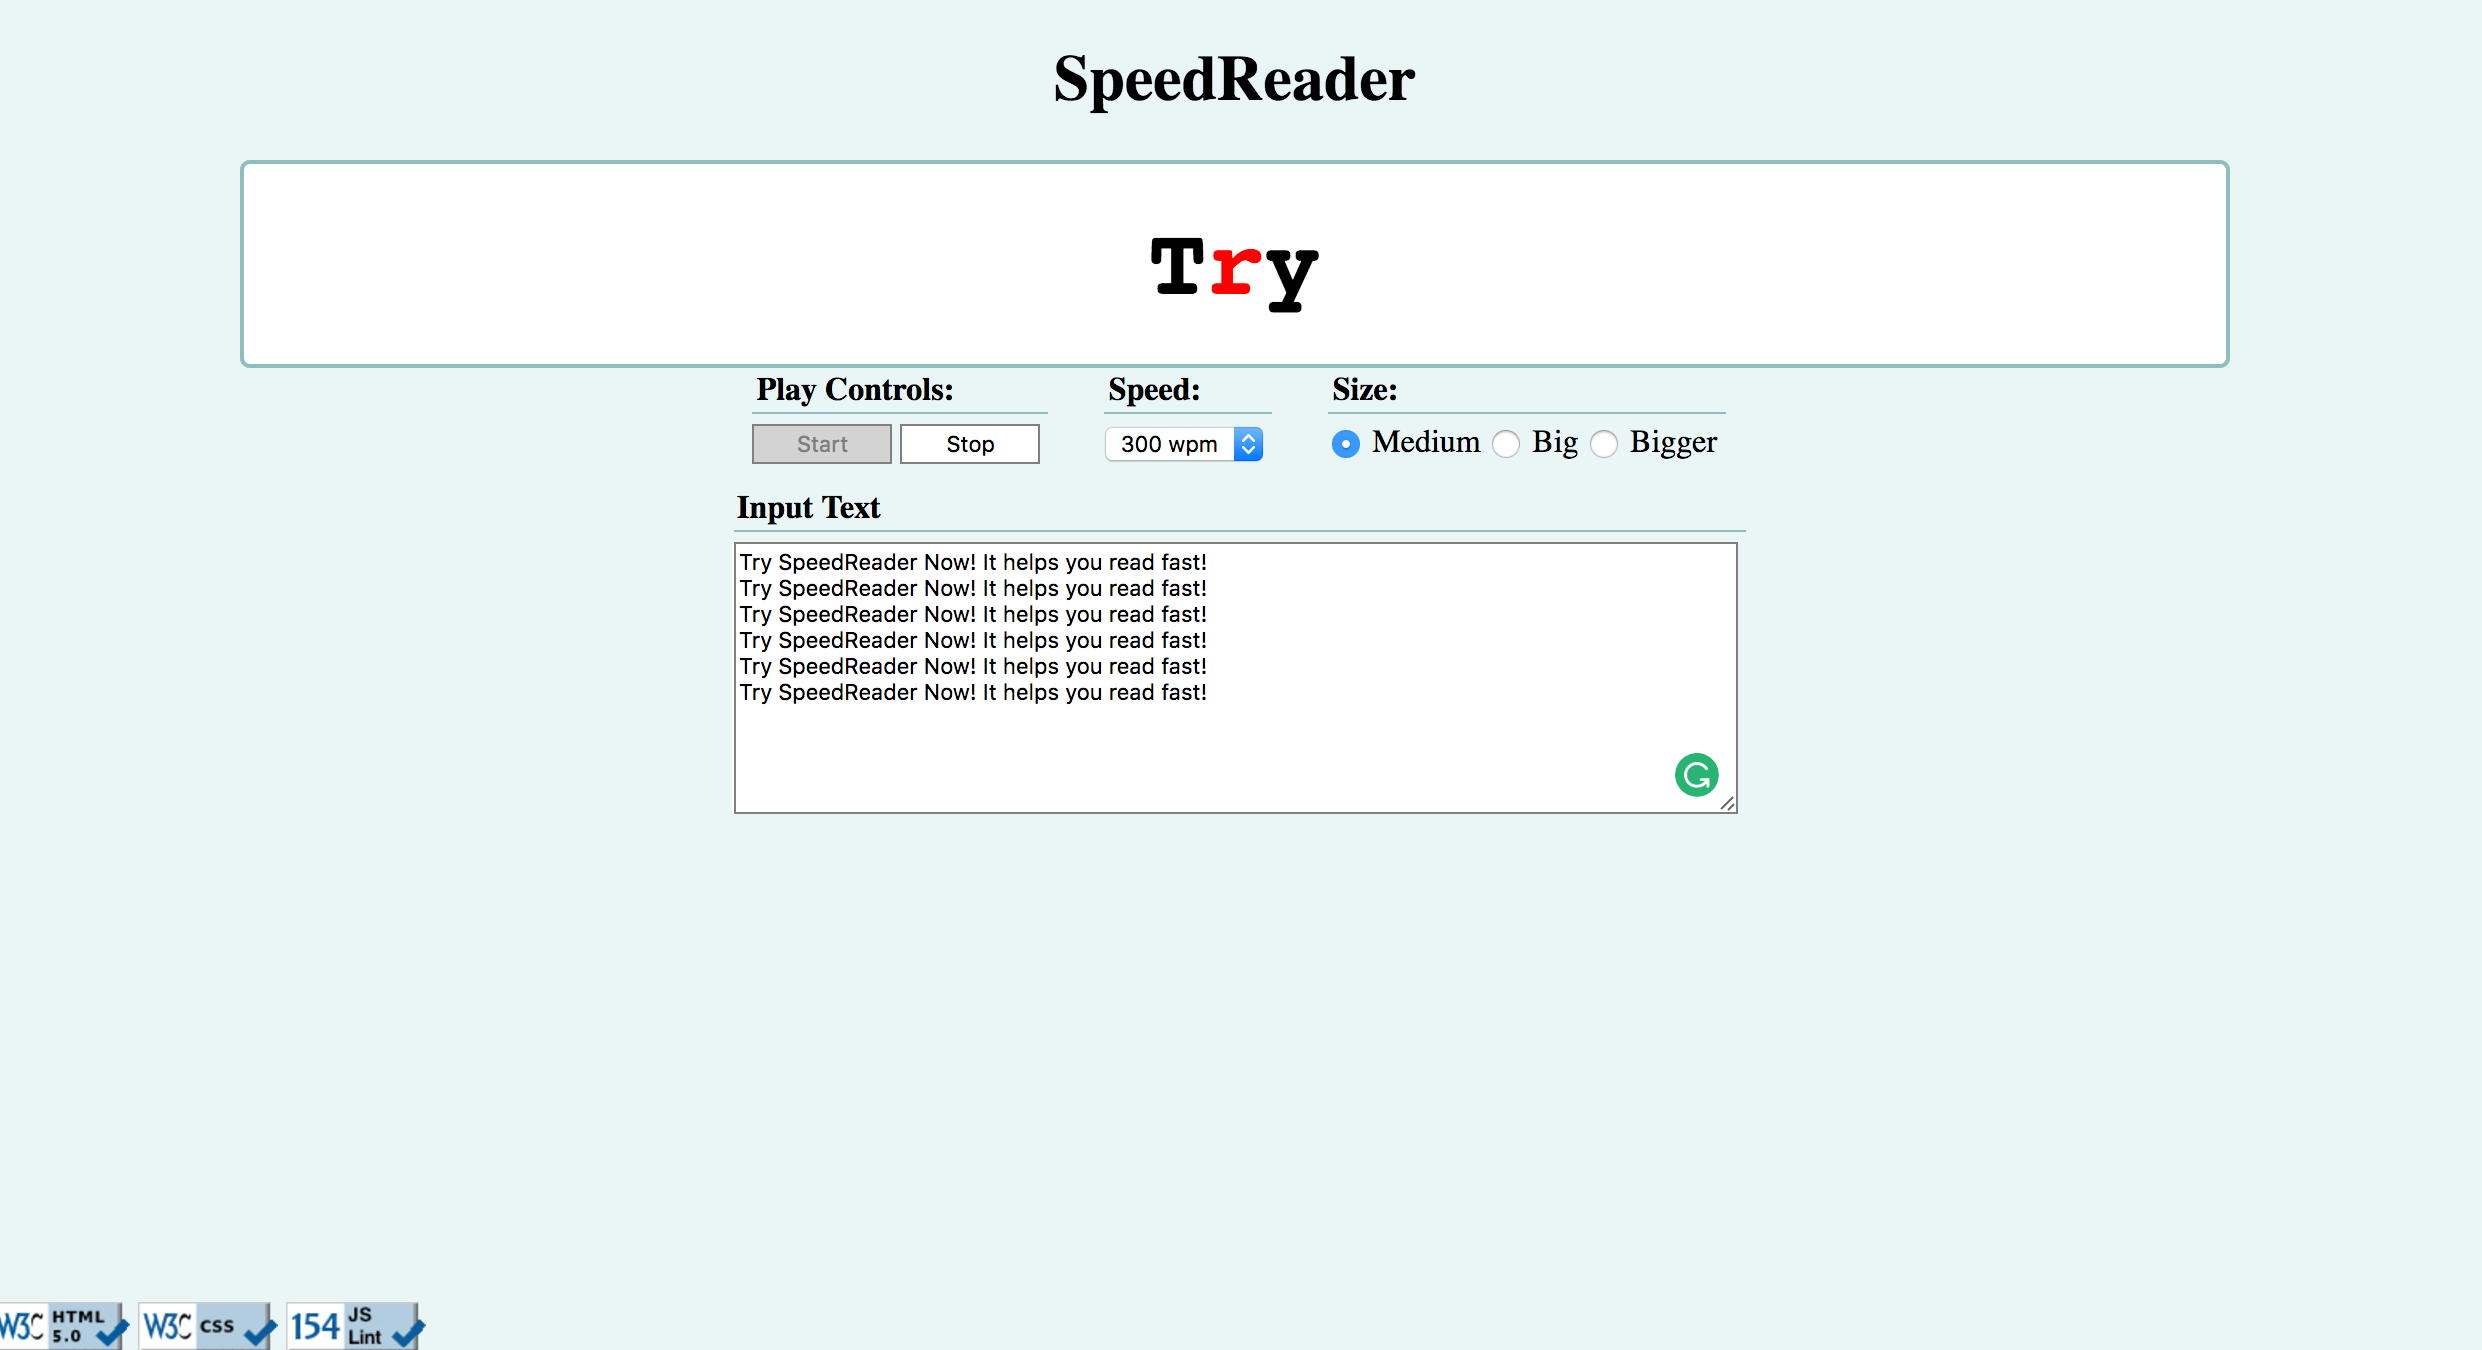 SpeedReader
Try
Play Controls: Speed: Size:
Start Stop 300 wpm Medium Big Bigger
Input Text
Try SpeedReader Now! It helps you read fast!
Try SpeedReader Now! It helps you read fast!
Try SpeedReader Now! It helps you read fast!
Try SpeedReader Now! It helps you read fast!
Try SpeedReader Now! It helps you read fast!
Try SpeedReader Now! It helps you read fast!
W3C HTML 5.0 W3C css 154 JS Lint